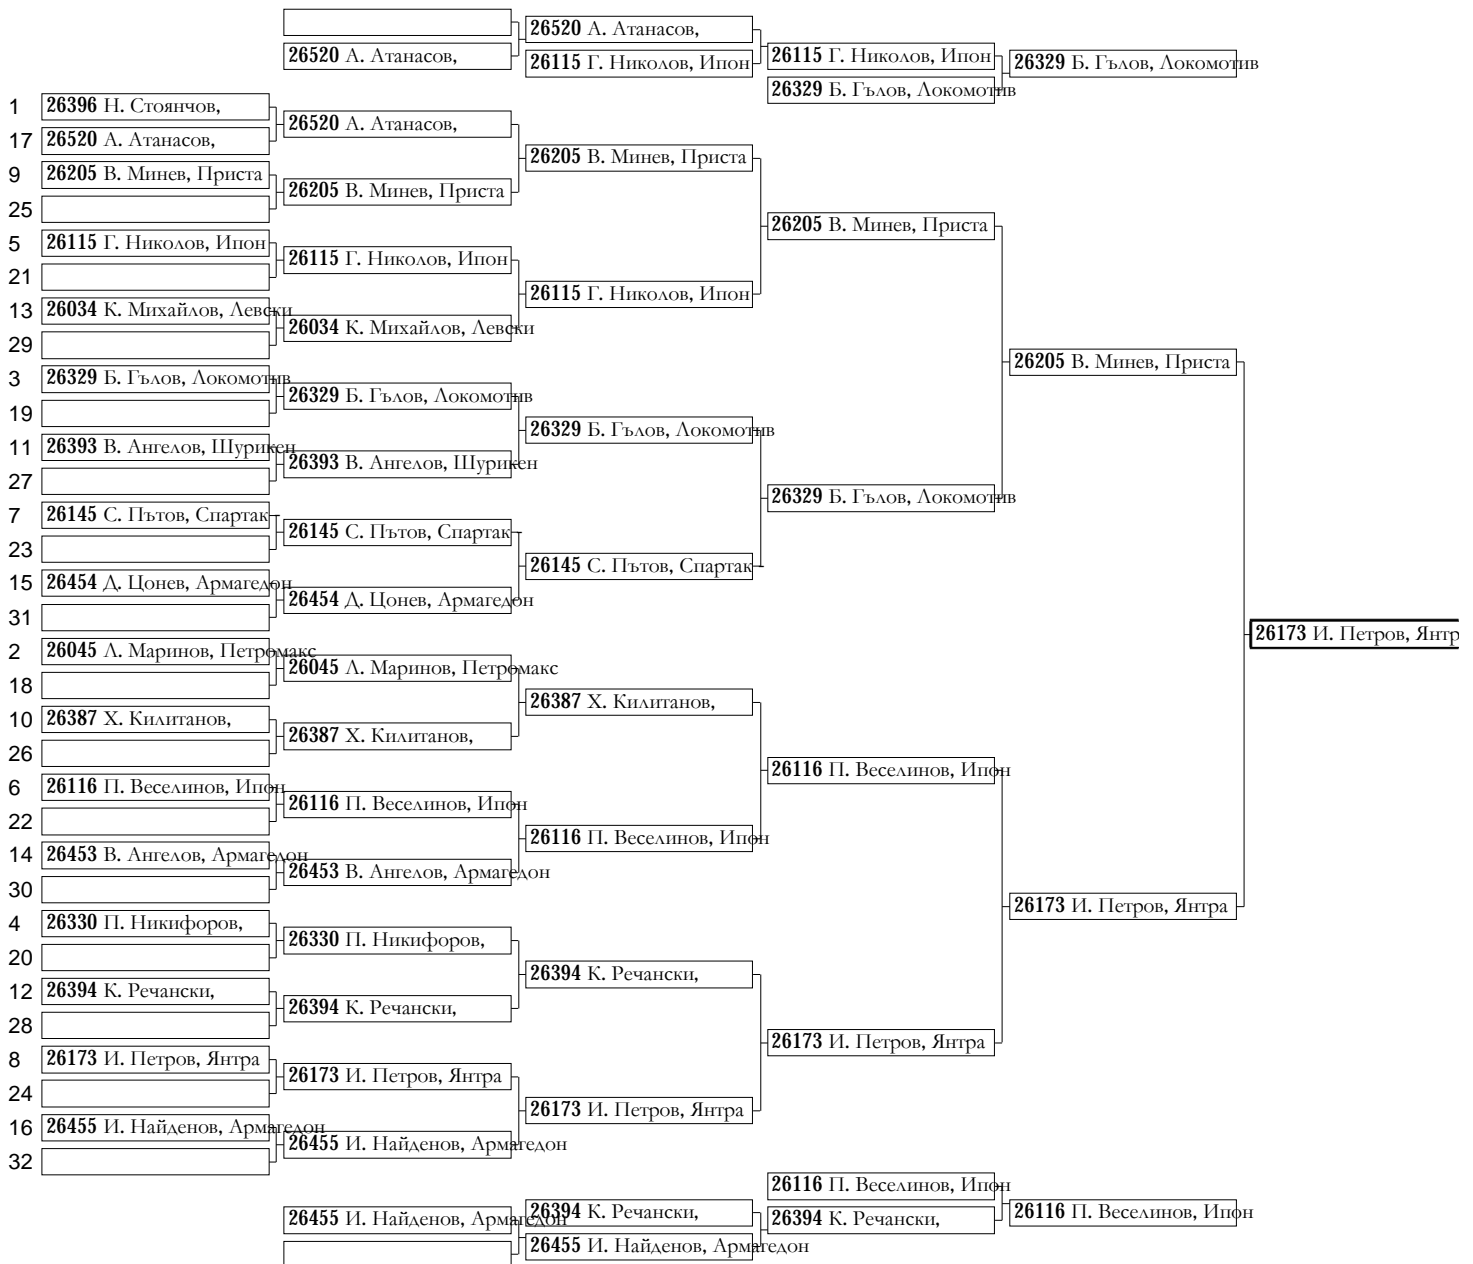 26520 А. Атанасов,
26520 А. Атанасов,
26115 Г. Николов, Ипон
26115 Г. Николов, Ипон
26329 Б. Гълов, Локомотив
26329 Б. Гълов, Локомотив
1 26396 Н. Стоянчов,
17 26520 А. Атанасов,
9 26205 В. Минев, Приста
25
5 26115 Г. Николов, Ипон
21
13 26034 К. Михайлов, Левски
29
3 26329 Б. Гълов, Локомотив
19
11 26393 В. Ангелов, Шурикен
27
7 26145 С. Пътов, Спартак
23
15 26454 Д. Цонев, Армагедон
31
2 26045 Л. Маринов, Петромакс
18
10 26387 Х. Килитанов,
26
6 26116 П. Веселинов, Ипон
22
14 26453 В. Ангелов, Армагедон
30
4 26330 П. Никифоров,
20
12 26394 К. Речански,
28
8 26173 И. Петров, Янтра
24
16 26455 И. Найденов, Армагедон
32
26520 А. Атанасов,
26205 В. Минев, Приста
26115 Г. Николов, Ипон
26034 К. Михайлов, Левски
26329 Б. Гълов, Локомотив
26393 В. Ангелов, Шурикен
26145 С. Пътов, Спартак
26454 Д. Цонев, Армагедон
26045 Л. Маринов, Петромакс
26387 Х. Килитанов,
26116 П. Веселинов, Ипон
26453 В. Ангелов, Армагедон
26330 П. Никифоров,
26394 К. Речански,
26173 И. Петров, Янтра
26455 И. Найденов, Армагедон
26205 В. Минев, Приста
26115 Г. Николов, Ипон
26329 Б. Гълов, Локомотив
26145 С. Пътов, Спартак
26387 Х. Килитанов,
26116 П. Веселинов, Ипон
26394 К. Речански,
26173 И. Петров, Янтра
26205 В. Минев, Приста
26329 Б. Гълов, Локомотив
26116 П. Веселинов, Ипон
26173 И. Петров, Янтра
26205 В. Минев, Приста
26173 И. Петров, Янтра
26173 И. Петров, Янтр
26455 И. Найденов, Армагедон
26394 К. Речански,
26455 И. Найденов, Армагедон
26116 П. Веселинов, Ипон
26394 К. Речански,
26116 П. Веселинов, Ипон